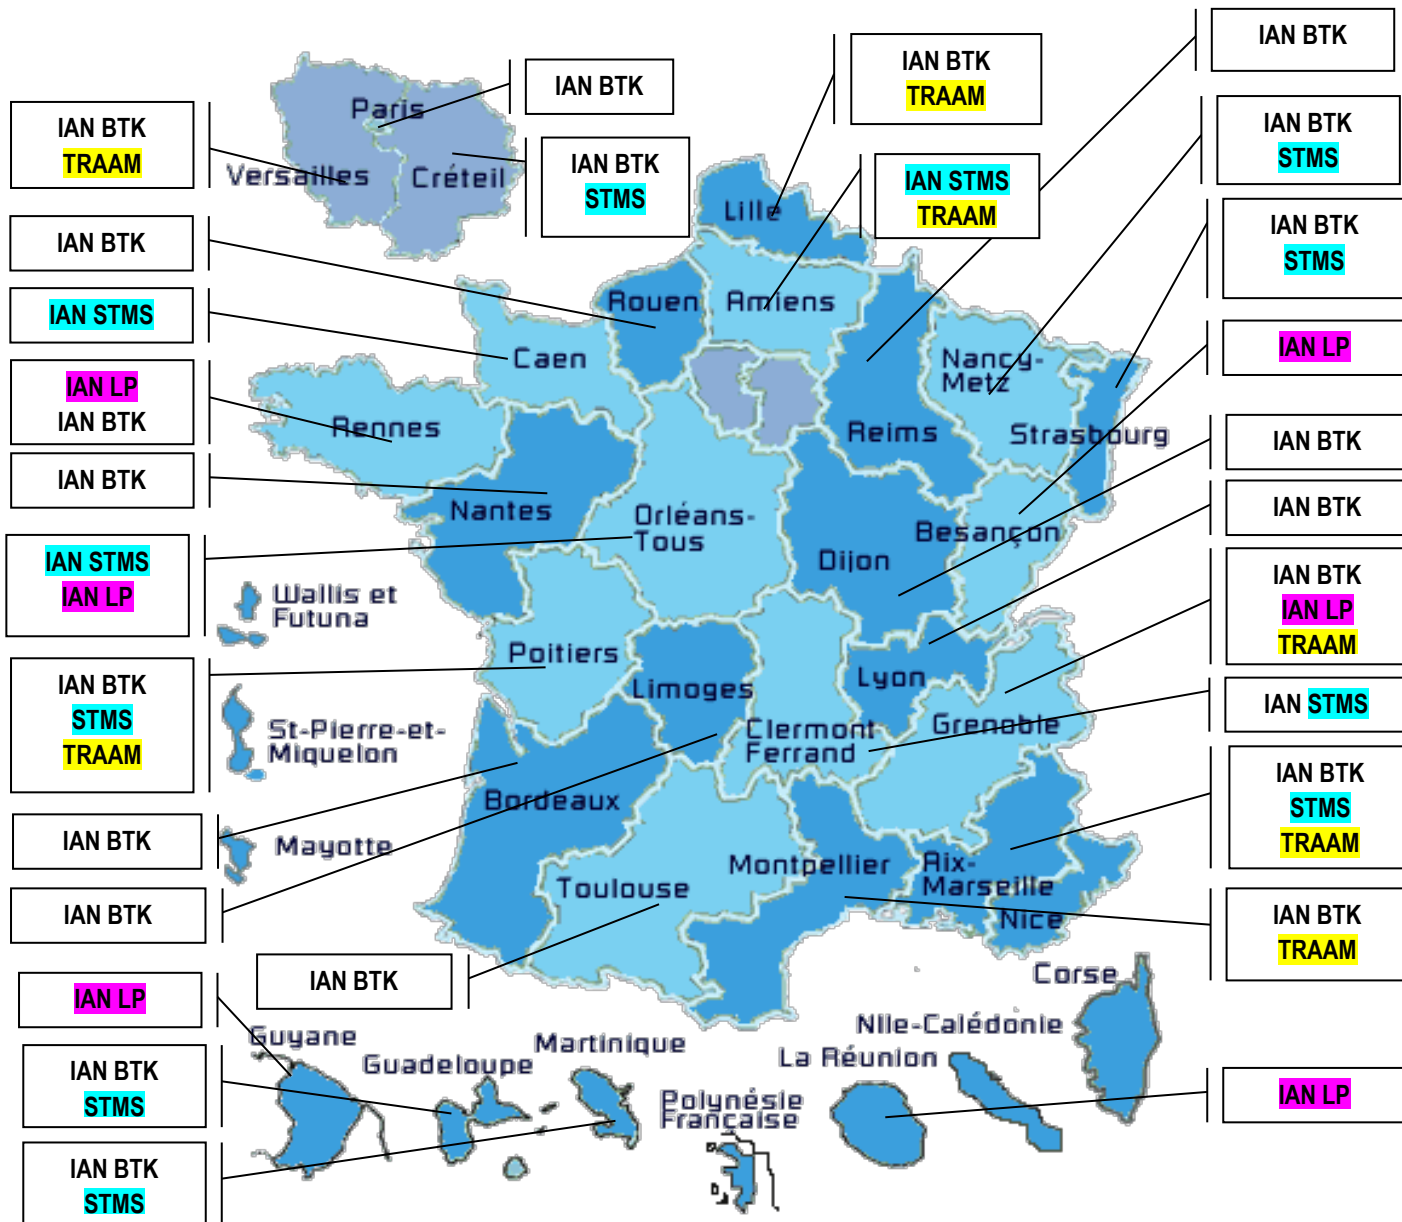 IAN BTK
IAN BTK
TRAAM
IAN BTK
IAN BTK
TRAAM
IAN BTK
STMS
IAN BTK
STMS
IAN STMS
TRAAM
Paris
Versailles
Créteil
Lille
IAN BTK
IAN BTK
STMS
IAN STMS
Rouen
Amiens
Caen
Nancy-
Metz
IAN LP
IAN LP
IAN BTK
Rennes
Reims
Strasbourg
IAN BTK
IAN BTK
Nantes
Orléans-
Tous
Besançon
IAN BTK
Dijon
IAN STMS
IAN LP
IAN BTK
IAN LP
TRAAM
Wallis et
Futuna
Poitiers
Limoges
Lyon
IAN BTK
STMS
TRAAM
IAN STMS
St-Pierre-et-
Miquelon
Clermont-
Ferrand
Grenoble
IAN BTK
STMS
TRAAM
Bordeaux
IAN BTK
Mayotte
Montpellier
Aix-
Marseille
Toulouse
Nice
IAN BTK
IAN BTK
TRAAM
IAN BTK
Corse
IAN LP
Guyane
Guadeloupe
Martinique
Nlle-Calédonie
La Réunion
IAN BTK
STMS
Polynésie
Française
IAN LP
IAN BTK
STMS